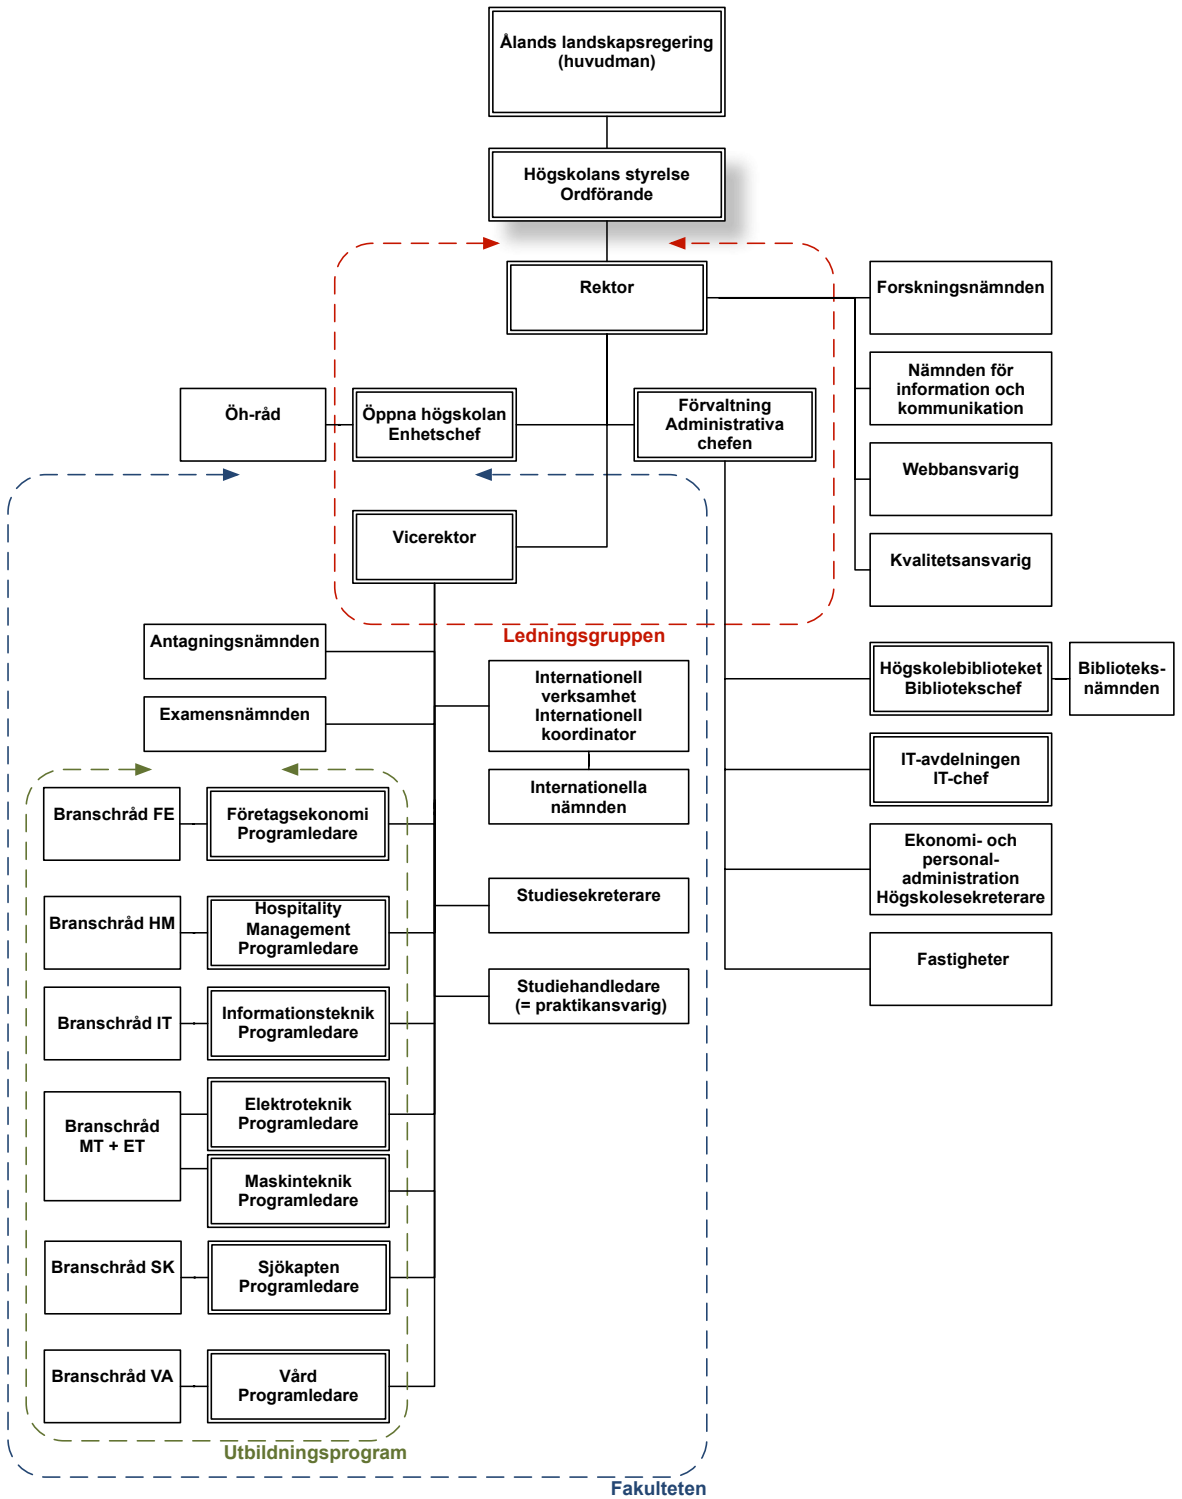 Ålands landskapsregering
(huvudman)
Högskolans styrelse
Ordförande
Rektor
Forskningsnämnden
Nämnden för
information och
kommunikation
Webbansvarig
Kvalitetsansvarig
Öh-råd
Öppna högskolan
Enhetschef
Förvaltning
Administrativa
chefen
Vicerektor
Ledningsgruppen
Antagningsnämnden
Examensnämnden
Internationell
verksamhet
Internationell
koordinator
Internationella
nämnden
Högskolebiblioteket
Bibliotekschef
Biblioteks-
nämnden
IT-avdelningen
IT-chef
Ekonomi- och
personal-
administration
Högskolesekreterare
Fastigheter
Studiesekreterare
Studiehandledare
(= praktikansvarig)
Branschråd FE
Företagsekonomi
Programledare
Branschråd HM
Hospitality
Management
Programledare
Branschråd IT
Informationsteknik
Programledare
Branschråd
MT + ET
Elektroteknik
Programledare
Maskinteknik
Programledare
Branschråd SK
Sjökapten
Programledare
Branschråd VA
Vård
Programledare
Utbildningsprogram
Fakulteten